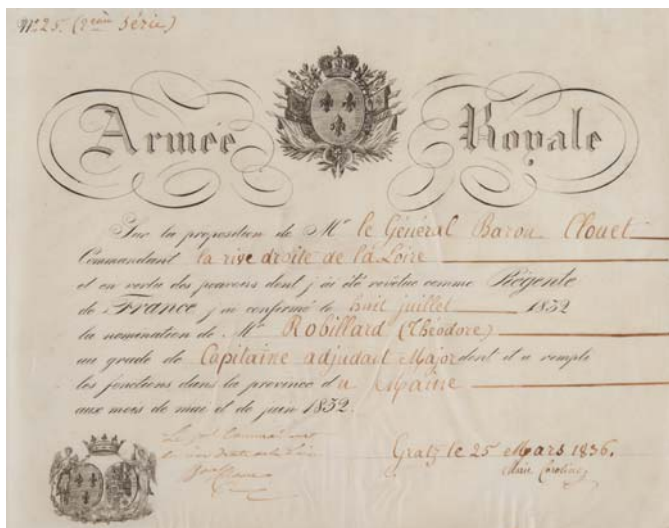 N° 25. (2eme Série)
Armée Royale
Sur la proposition de Mr le Général Baron Clouet
Commandant la rive droite de la Loire
et en vertu des pouvoirs dont j'ai été revêtue comme Régente
de France j'ai confirmé le huit juillet 1832
la nomination de Mr Robillard (Théodore)
au grade de Capitaine adjudant Major dont il a rempli
les fonctions dans la province du Maine
aux mois de mai et de juin 1832.
Gratz le 25 Mars 1836.
Marie Caroline